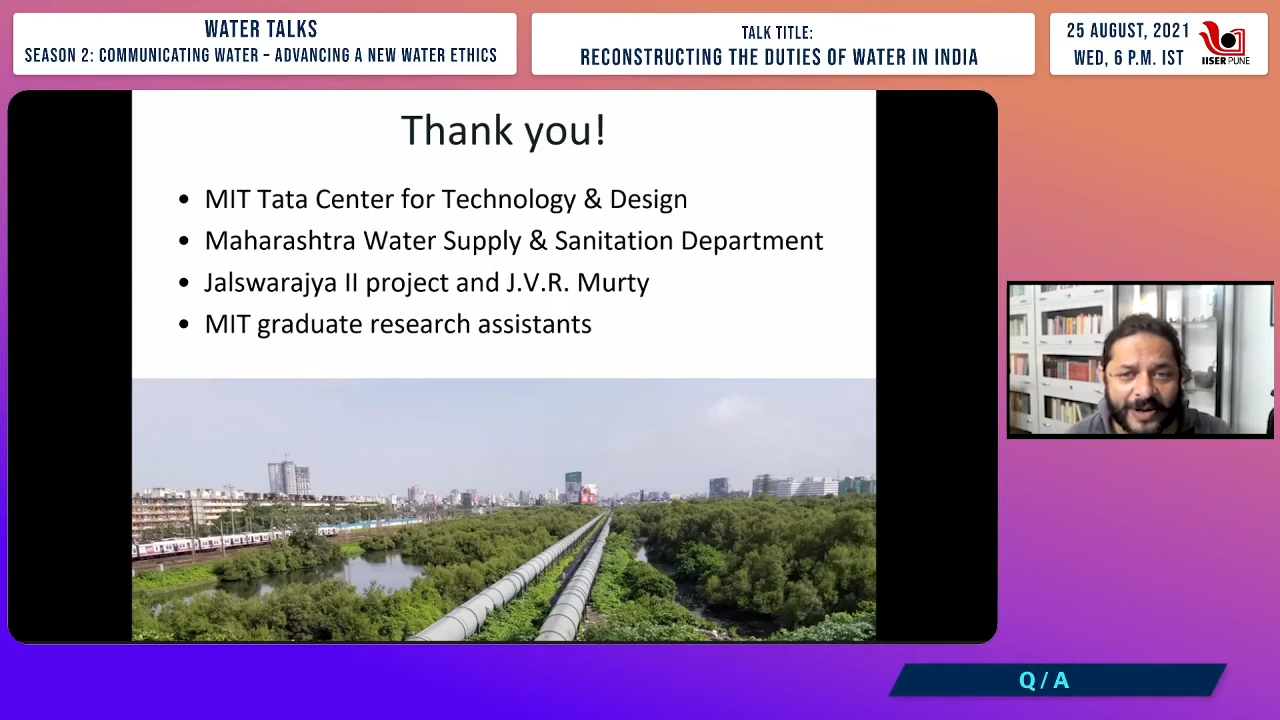 WATER TALKS
SEASON 2: COMMUNICATING WATER – ADVANCING A NEW WATER ETHICS
TALK TITLE:
RECONSTRUCTING THE DUTIES OF WATER IN INDIA
25 AUGUST, 2021
WED, 6 P.M. IST
IISER PUNE
Thank you!
• MIT Tata Center for Technology & Design
• Maharashtra Water Supply & Sanitation Department
• Jalswarajya II project and J.V.R. Murty
• MIT graduate research assistants
Q / A